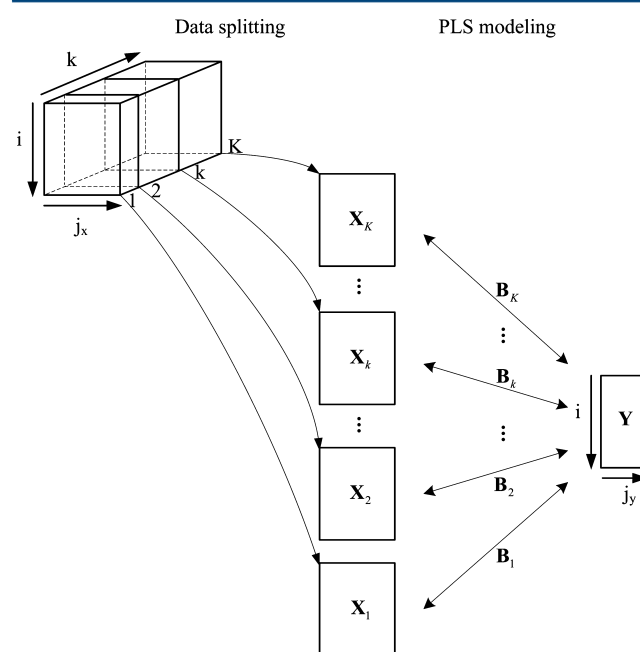 Data splitting
PLS modeling
k
i
K
k
2
1
jx
XK
⋮
Xk
⋮
X2
X1
BK
⋮
Bk
⋮
B2
B1
i
Y
jy